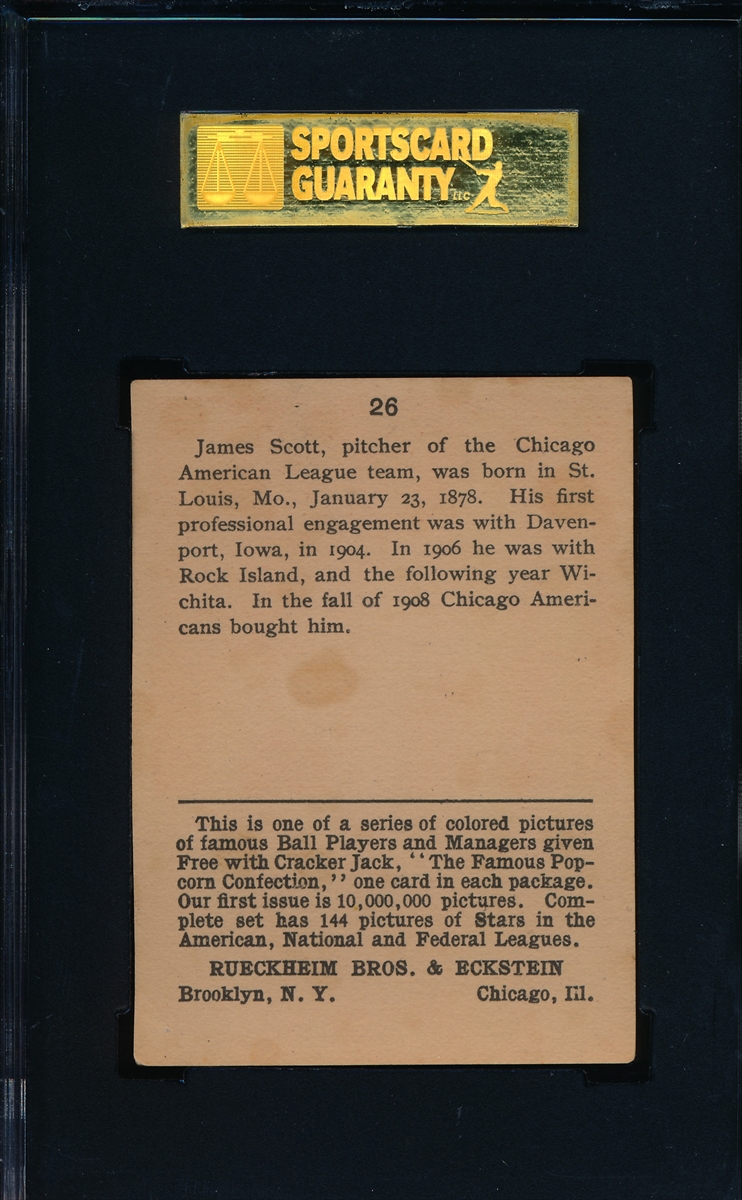 SPORTSCARD
GUARANTY LLC
26
James Scott, pitcher of the Chicago
American League team, was born in St.
Louis, Mo., January 23, 1878. His first
professional engagement was with Daven-
port, Iowa, in 1904. In 1906 he was with
Rock Island, and the following year Wi-
chita. In the fall of 1908 Chicago Ameri-
cans bought him.
This is one of a series of colored pictures
of famous Ball Players and Managers given
Free with Cracker Jack, "The Famous Pop-
corn Confection," one card in each package.
Our first issue is 10,000,000 pictures. Com-
plete set has 144 pictures of Stars in the
American, National and Federal Leagues.
RUECKHEIM BROS. & ECKSTEIN
Brooklyn, N. Y. Chicago, Ill.